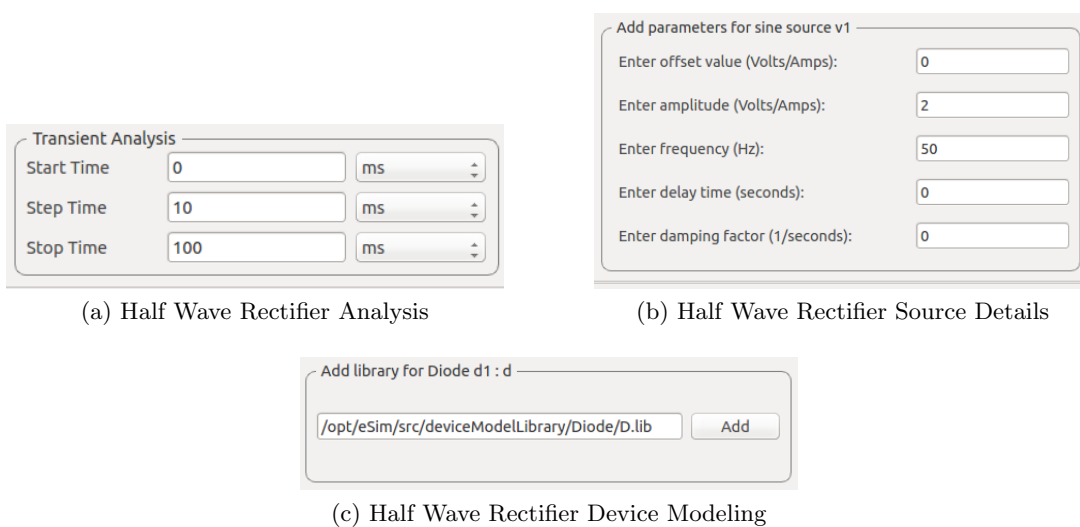 Transient Analysis
Start Time 0 ms
Step Time 10 ms
Stop Time 100 ms
(a) Half Wave Rectifier Analysis
Add parameters for sine source v1
Enter offset value (Volts/Amps): 0
Enter amplitude (Volts/Amps): 2
Enter frequency (Hz): 50
Enter delay time (seconds): 0
Enter damping factor (1/seconds): 0
(b) Half Wave Rectifier Source Details
Add library for Diode d1 : d
/opt/eSim/src/deviceModelLibrary/Diode/D.lib Add
(c) Half Wave Rectifier Device Modeling